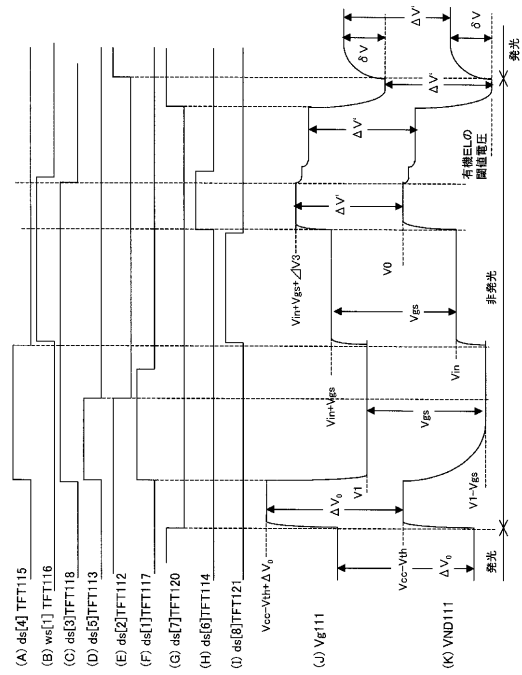 (A) ds[4] TFT115
(B) ws[1] TFT116
(C) ds[3]TFT118
(D) ds[5]TFT113
(E) ds[2]TFT112
(F) ds[1]TFT117
(G) ds[7]TFT120
(H) ds[6]TFT114
(I) ds[8]TFT121
Vcc-Vth+ΔV₀
(J) Vg111
ΔV₀
V1
Vin+Vgs
Vin+Vgs+⊿V3
ΔV'
ΔV'
δV
ΔV'
Vcc-Vth
Vgs
Vgs
V0
ΔV'
(K) VND111
ΔV₀
V1-Vgs
Vin
有機ELの
閾値電圧
δV
発光
非発光
発光